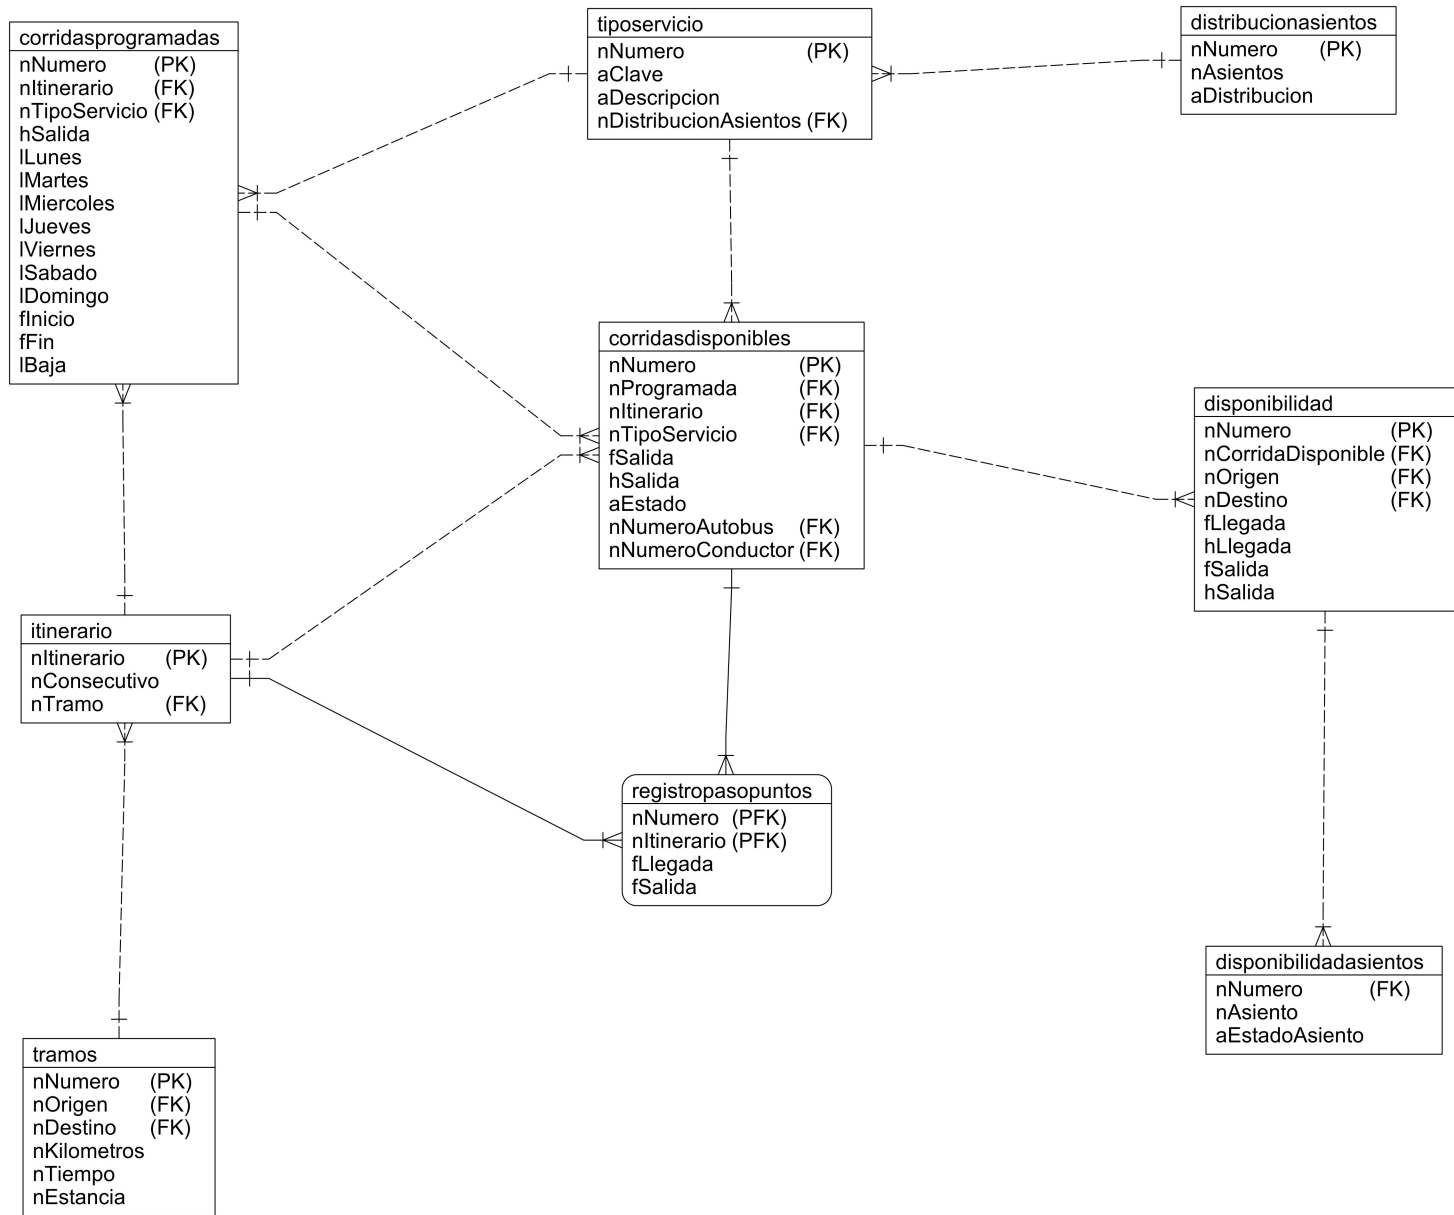 corridasprogramadas
nNumero (PK)
nItinerario (FK)
nTipoServicio (FK)
hSalida
lLunes
lMartes
lMiercoles
lJueves
lViernes
lSabado
lDomingo
fInicio
fFin
lBaja
tiposervicio
nNumero (PK)
aClave
aDescripcion
nDistribucionAsientos (FK)
distribucionasientos
nNumero (PK)
nAsientos
aDistribucion
corridasdisponibles
nNumero (PK)
nProgramada (FK)
nItinerario (FK)
nTipoServicio (FK)
fSalida
hSalida
aEstado
nNumeroAutobus (FK)
nNumeroConductor (FK)
disponibilidad
nNumero (PK)
nCorridaDisponible (FK)
nOrigen (FK)
nDestino (FK)
fLlegada
hLlegada
fSalida
hSalida
itinerario
nItinerario (PK)
nConsecutivo
nTramo (FK)
registropasopuntos
nNumero (PFK)
nItinerario (PFK)
fLlegada
fSalida
disponibilidadasientos
nNumero (FK)
nAsiento
aEstadoAsiento
tramos
nNumero (PK)
nOrigen (FK)
nDestino (FK)
nKilometros
nTiempo
nEstancia